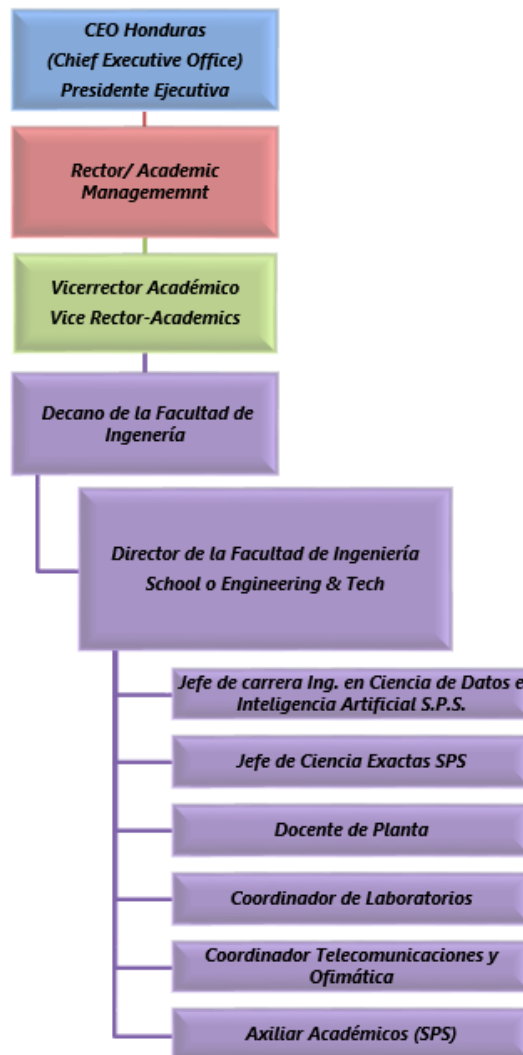 CEO Honduras
(Chief Executive Office)
Presidente Ejecutiva
Rector/ Academic
Managememnt
Vicerrector Académico
Vice Rector-Academics
Decano de la Facultad de
Ingenería
Director de la Facultad de Ingeniería
School o Engineering & Tech
Jefe de carrera Ing. en Ciencia de Datos e
Inteligencia Artificial S.P.S.
Jefe de Ciencia Exactas SPS
Docente de Planta
Coordinador de Laboratorios
Coordinador Telecomunicaciones y
Ofimática
Axiliar Académicos (SPS)